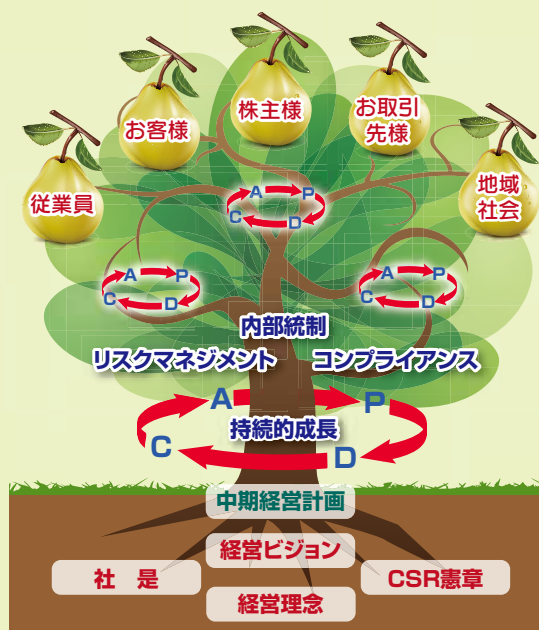 従業員
お客様
株主様
お取引
先様
地域
社会
A P
C D
A P
C D
A P
C D
内部統制
リスクマネジメント コンプライアンス
A P
持続的成長
C D
中期経営計画
経営ビジョン
社 是 CSR憲章
経営理念